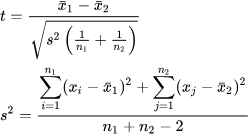 t = \frac{\bar{x}_1 - \bar{x}_2}{\sqrt{s^2 \left( \frac{1}{n_1} + \frac{1}{n_2} \right)}}
s^2 = \frac{\sum_{i=1}^{n_1} (x_i - \bar{x}_1)^2 + \sum_{j=1}^{n_2} (x_j - \bar{x}_2)^2}{n_1 + n_2 - 2}